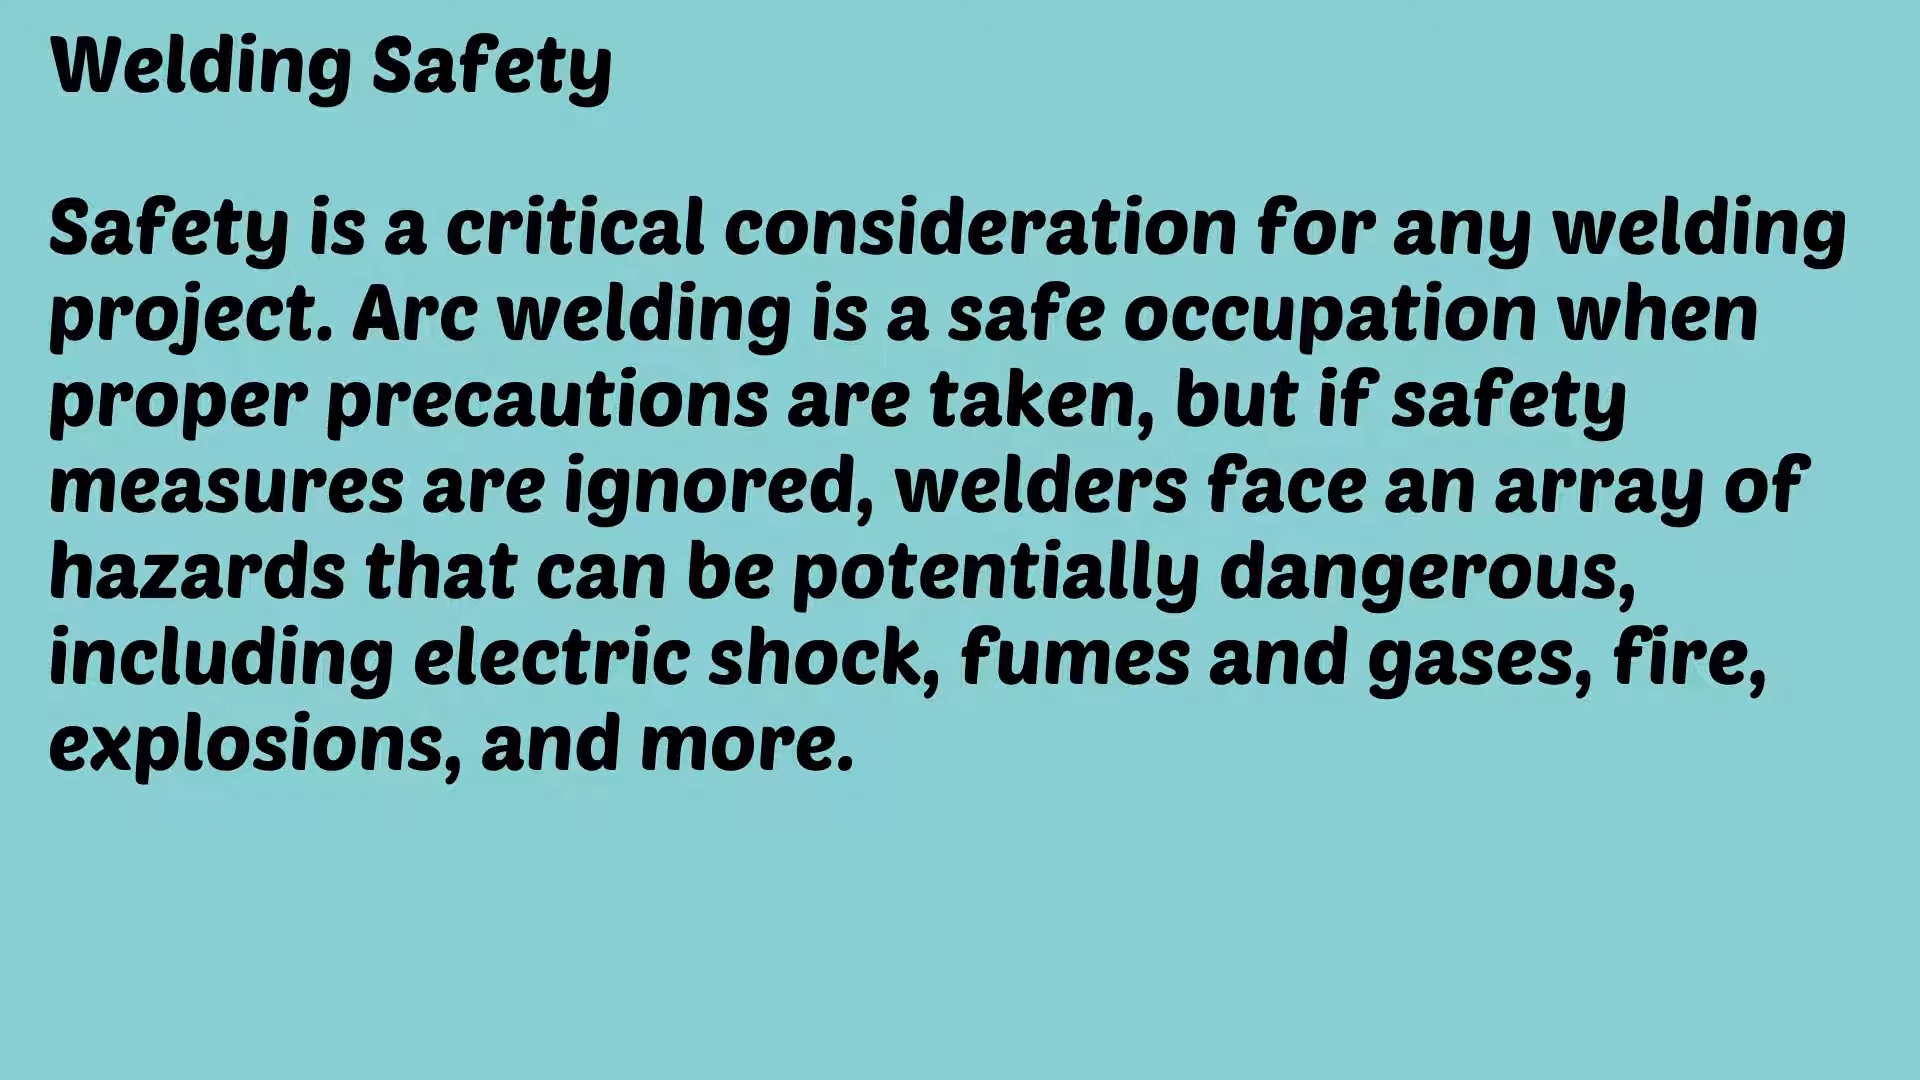 Welding Safety
Safety is a critical consideration for any welding
project. Arc welding is a safe occupation when
proper precautions are taken, but if safety
measures are ignored, welders face an array of
hazards that can be potentially dangerous,
including electric shock, fumes and gases, fire,
explosions, and more.